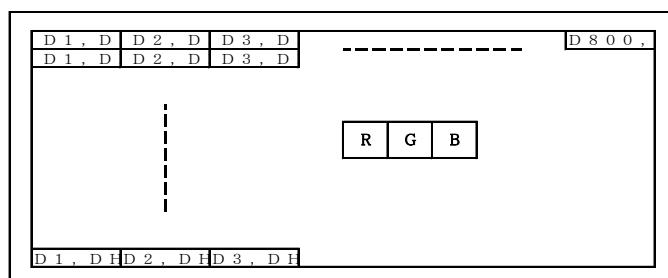 D1, D D2, D D3, D D800,
D1, D D2, D D3, D
R G B
D1, DH D2, DH D3, DH